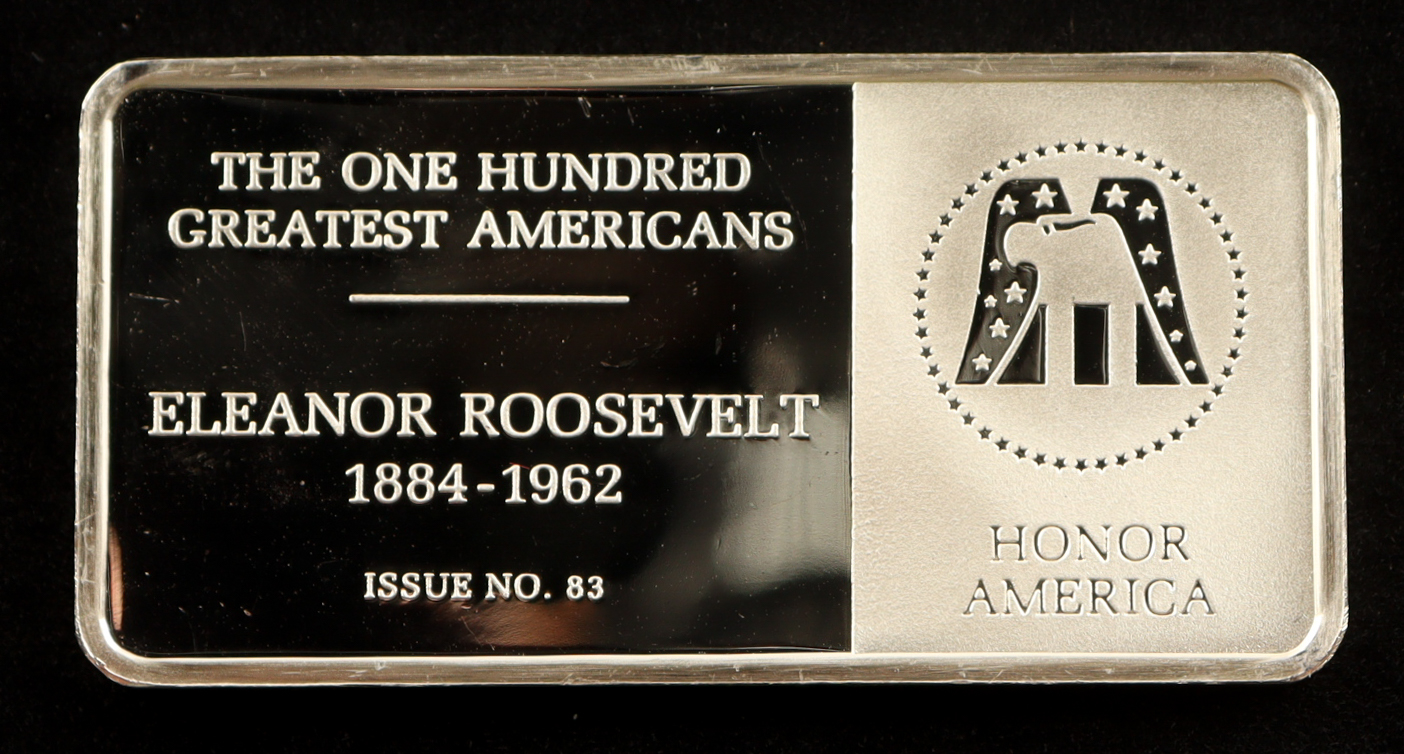 THE ONE HUNDRED
GREATEST AMERICANS
ELEANOR ROOSEVELT
1884-1962
ISSUE NO. 83
HONOR
AMERICA